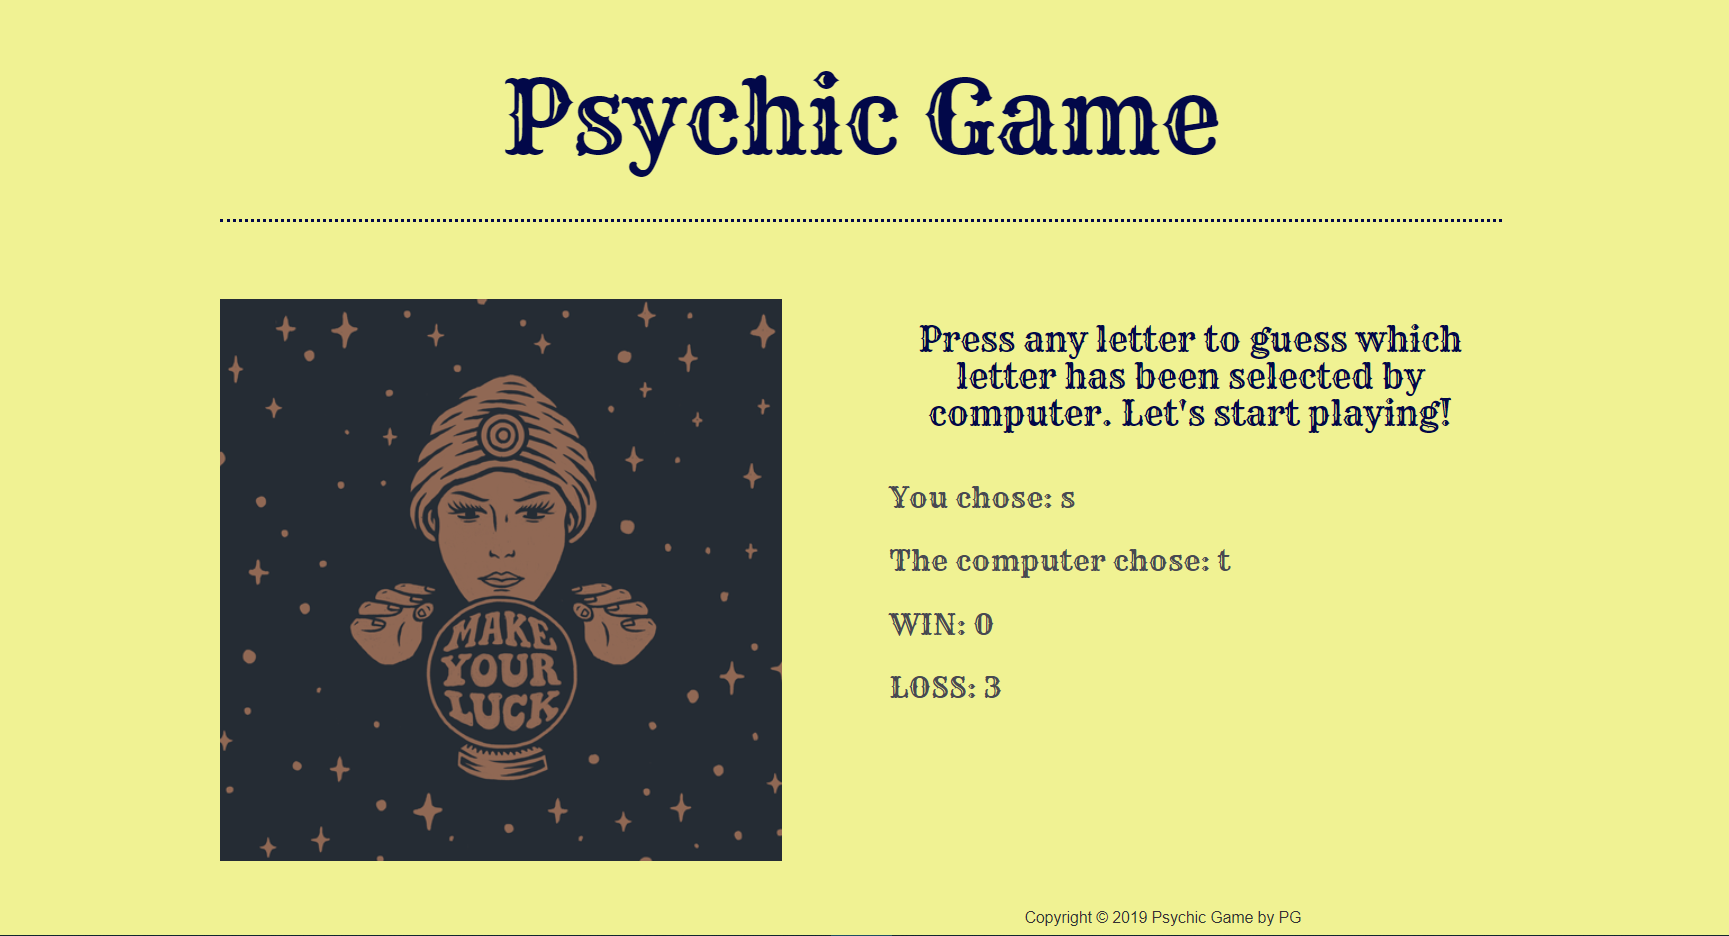 Psychic Game
MAKE
YOUR
LUCK
Press any letter to guess which
letter has been selected by
computer. Let's start playing!
You chose: s
The computer chose: t
WIN: 0
LOSS: 3
Copyright © 2019 Psychic Game by PG